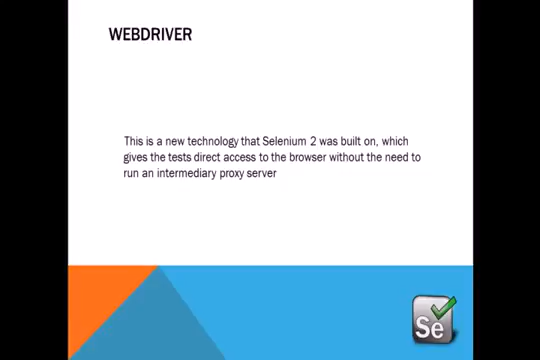 WEBDRIVER
This is a new technology that Selenium 2 was built on, which
gives the tests direct access to the browser without the need to
run an intermediary proxy server
Se